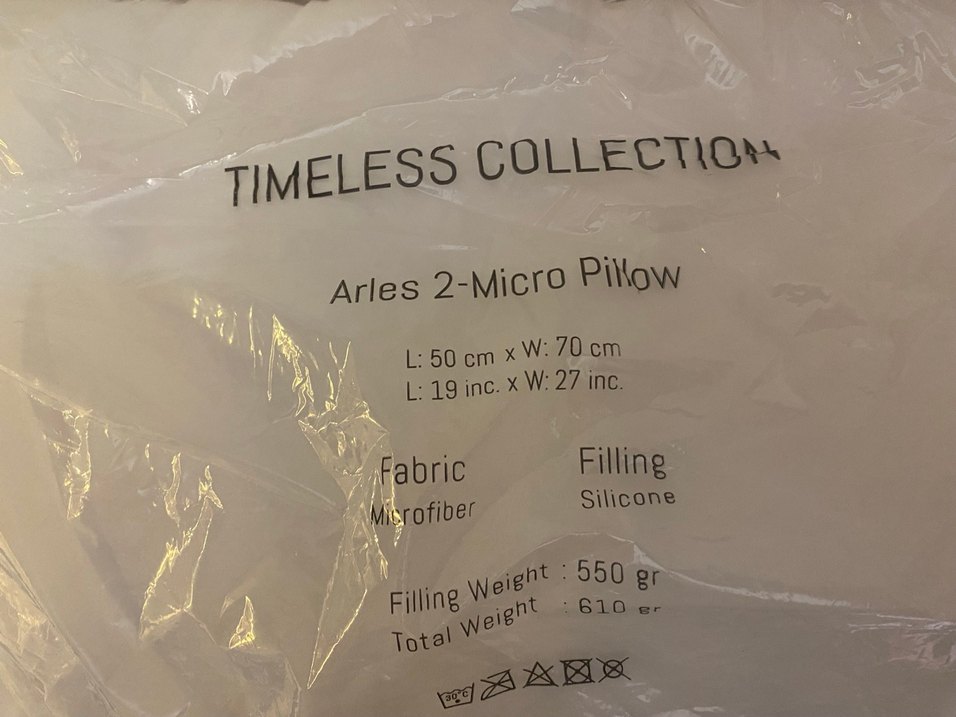 TIMELESS COLLECTION
Arles 2-Micro Pillow
L: 50 cm x W: 70 cm
L: 19 inc. x W: 27 inc.
Fabric Filling
Microfiber Silicone
Filling Weight : 550 gr
Total Weight : 610 gr
30°C